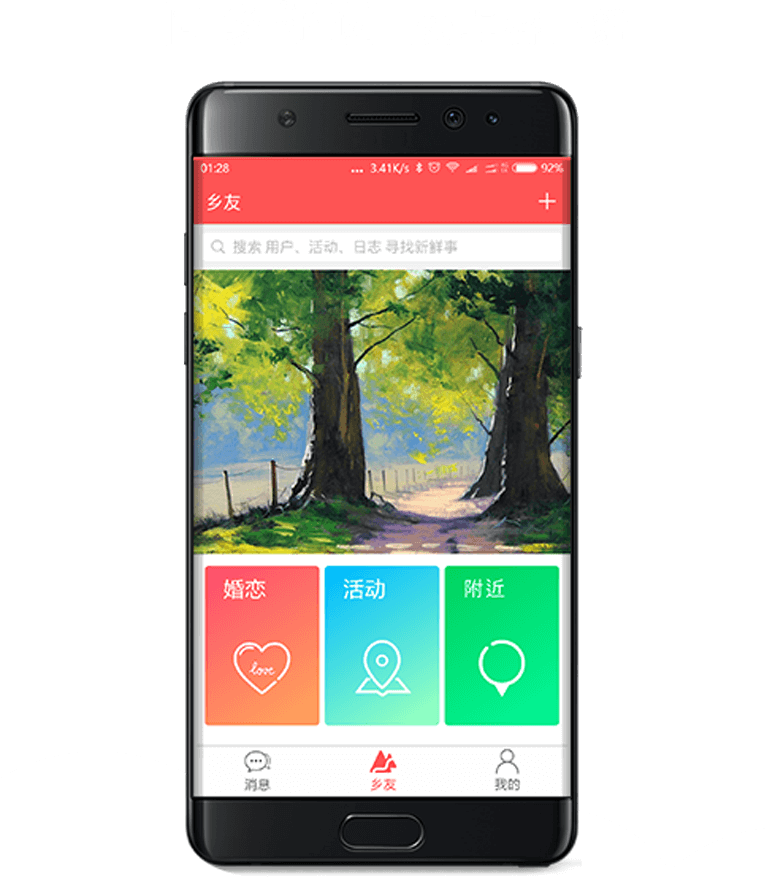 01:28 ... 3.41K/s 92%
乡友 +
搜索 用户、活动、日志 寻找新鲜事
婚恋 活动 附近
love
消息 乡友 我的